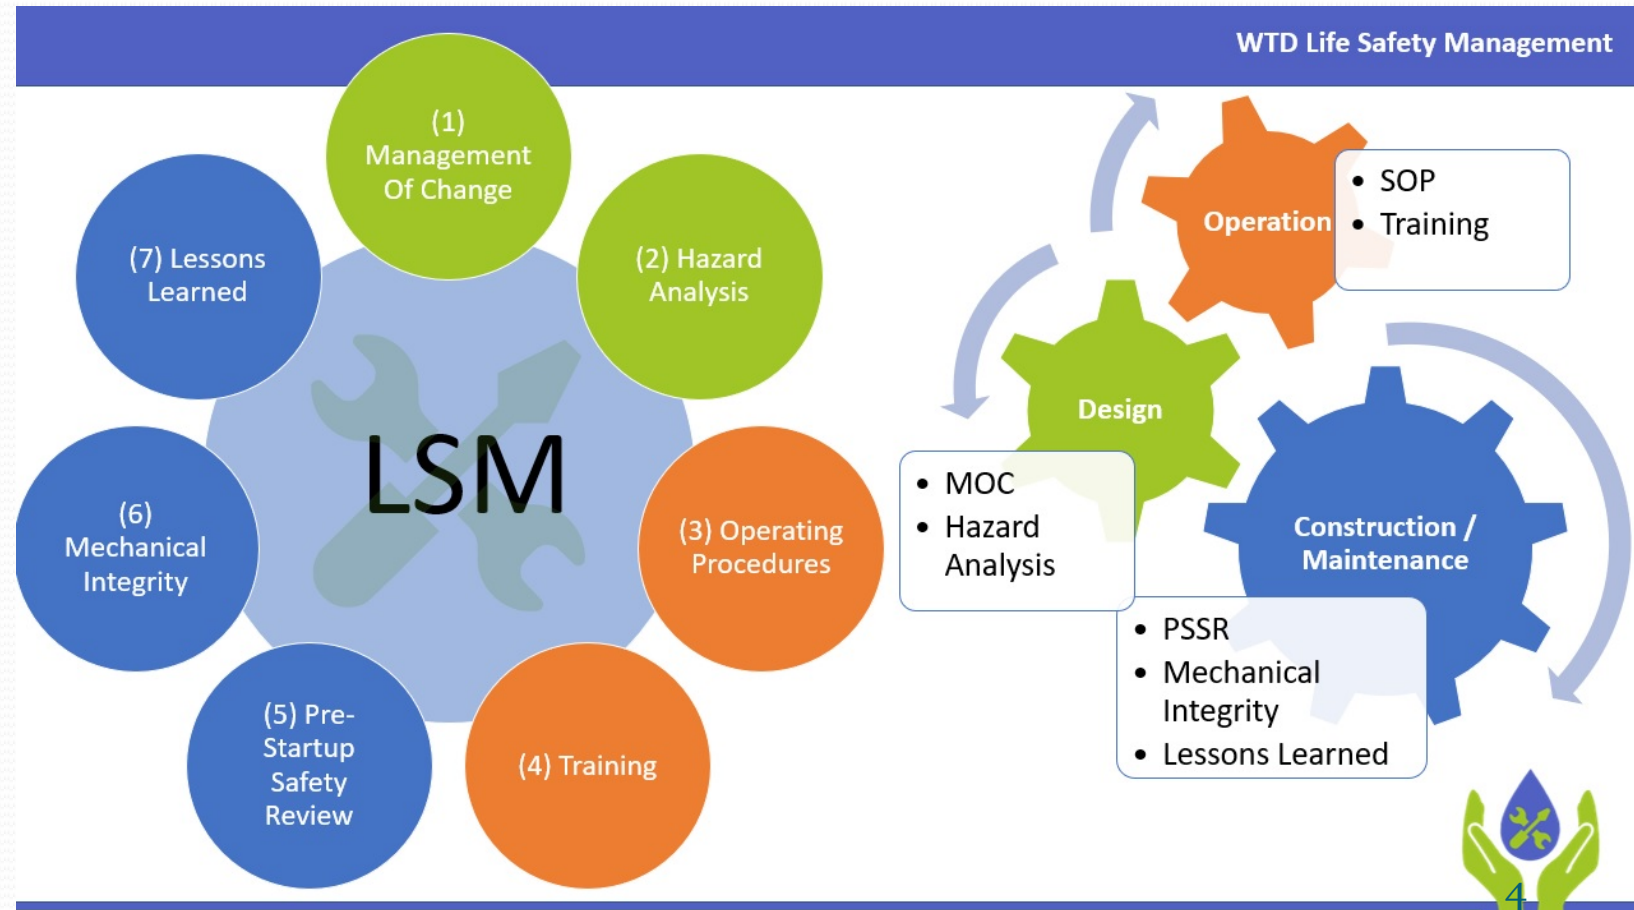 WTD Life Safety Management
(1)
Management
Of Change
(2) Hazard
Analysis
(3) Operating
Procedures
(4) Training
(5) Pre-
Startup
Safety
Review
(6)
Mechanical
Integrity
(7) Lessons
Learned
LSM
Operation
• SOP
• Training
Design
• MOC
• Hazard
Analysis
Construction /
Maintenance
• PSSR
• Mechanical
Integrity
• Lessons Learned
4